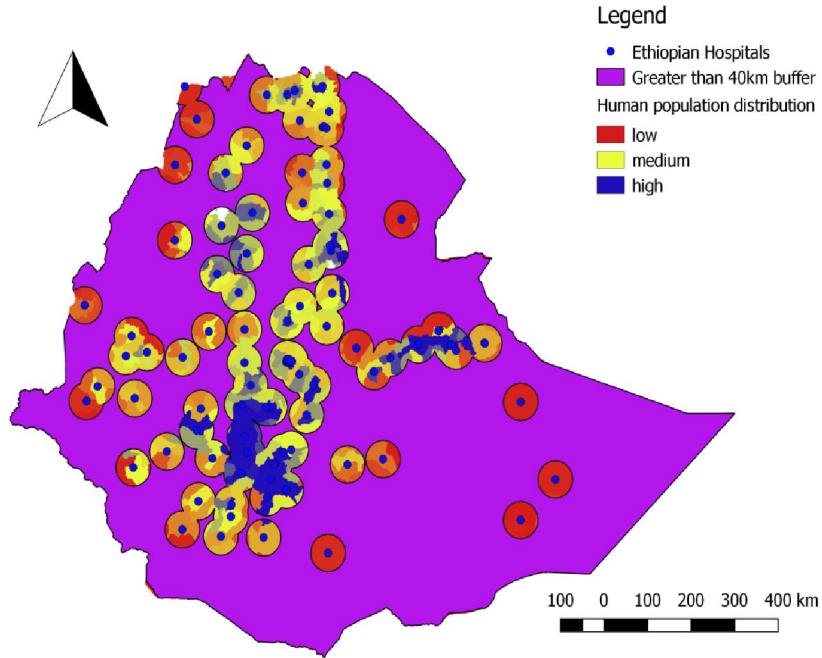 Legend
Ethiopian Hospitals
Greater than 40km buffer
Human population distribution
low
medium
high
100 0 100 200 300 400 km